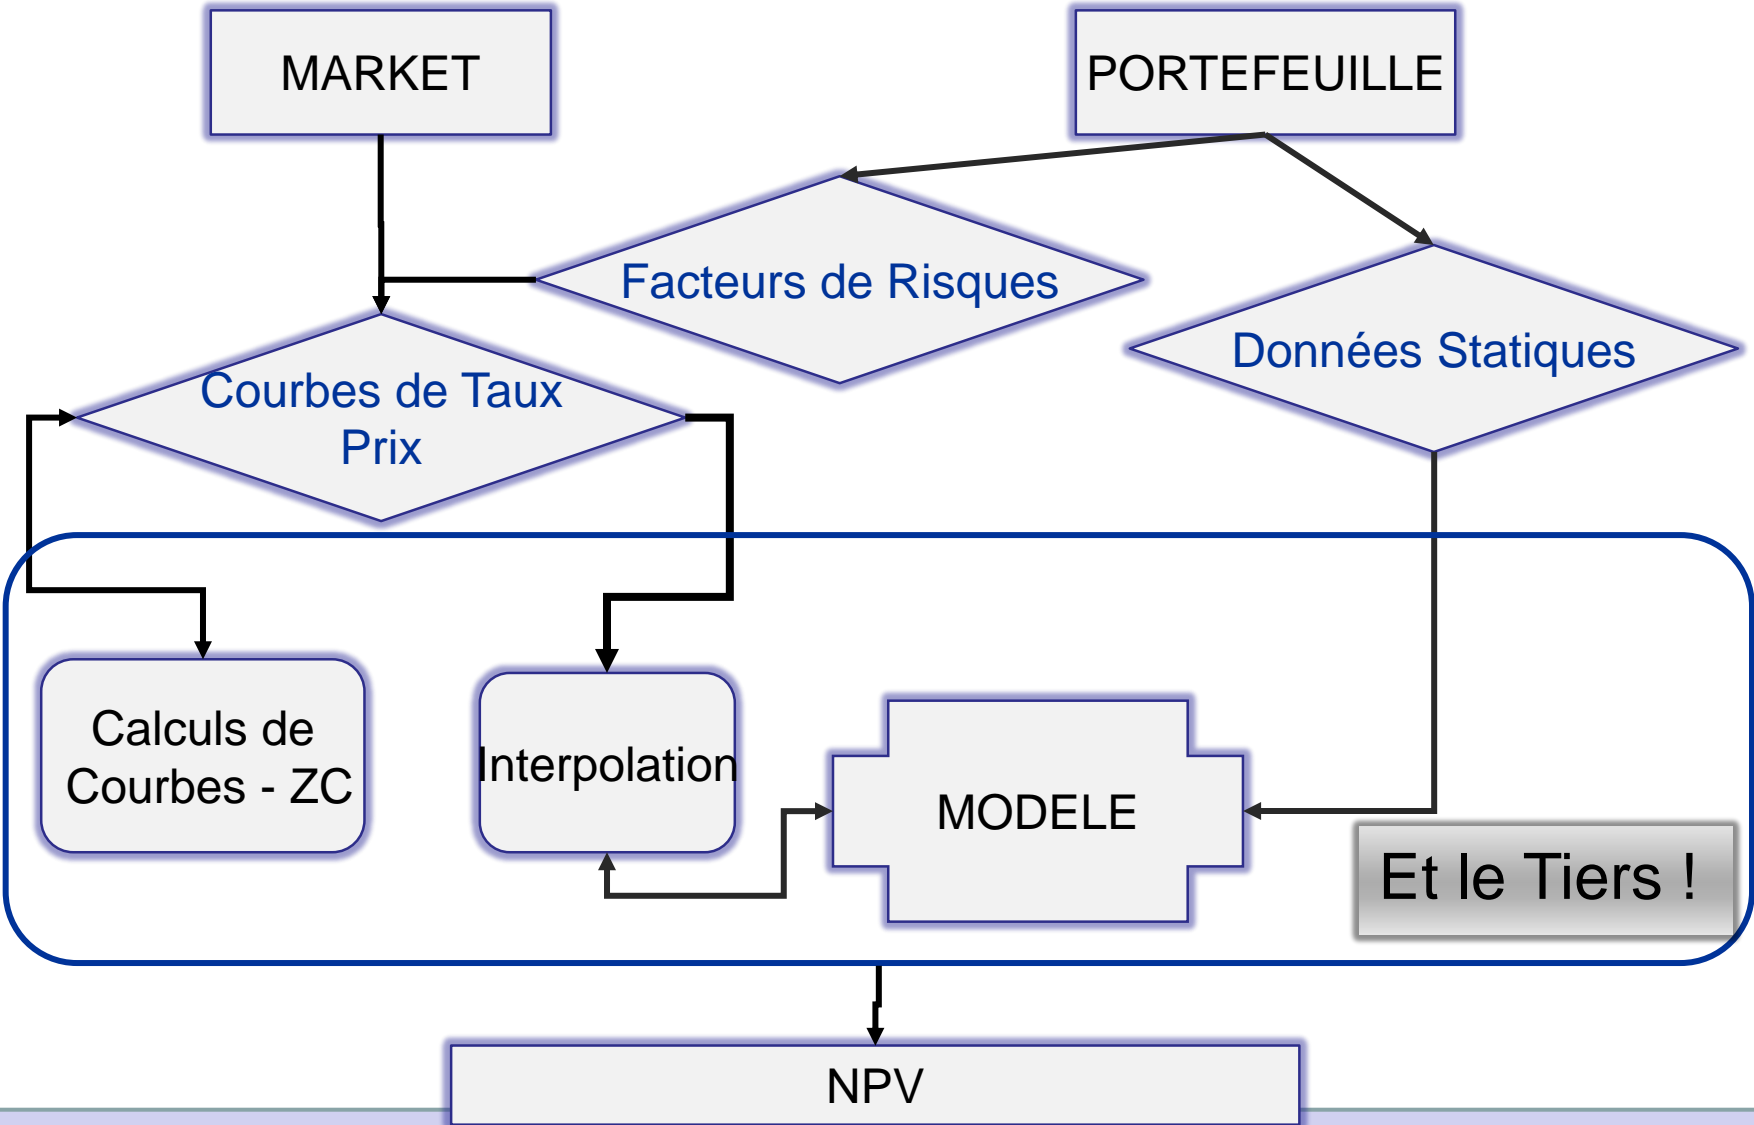 MARKET
PORTEFEUILLE
Facteurs de Risques
Données Statiques
Courbes de Taux
Prix
Calculs de
Courbes - ZC
Interpolation
MODELE
Et le Tiers !
NPV